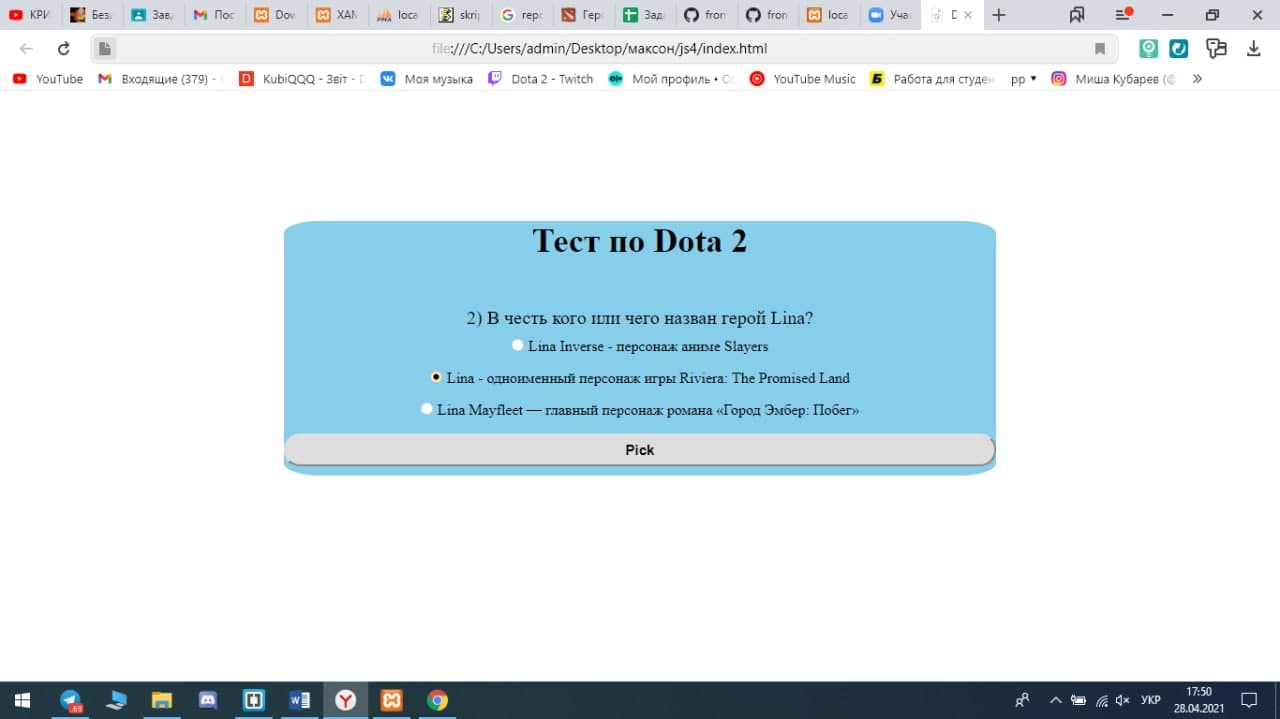 КРИ
Без
Зав
Пос
Dow
XAM
loca
skri
геро
Гер
Зад
fron
fron
loca
Уча
D
file:///C:/Users/admin/Desktop/максон/js4/index.html
YouTube
Входящие (379) -
KubiQQQ - Звіт -
Моя музыка
Dota 2 - Twitch
Мой профиль •
YouTube Music
Работа для студен
pp
Миша Кубарев (@
Тест по Dota 2
2) В честь кого или чего назван герой Lina?
Lina Inverse - персонаж аниме Slayers
Lina - одноименный персонаж игры Riviera: The Promised Land
Lina Mayfleet — главный персонаж романа «Город Эмбер: Побег»
Pick
УКР
17:50
28.04.2021